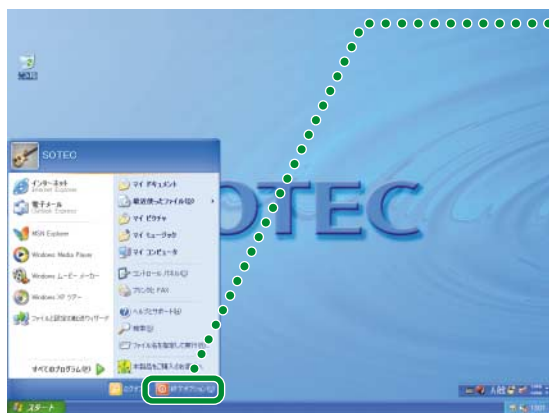 ごみ箱
SOTEC
SOTEC
インターネット
Internet Explorer
電子メール
Outlook Express
MSN Explorer
Windows Media Player
Windows ムービー メーカー
Windows XP ツアー
ファイルと設定の転送ウィザード
すべてのプログラム(P)
マイ ドキュメント
最近使ったファイル(D)
マイ ピクチャ
マイ ミュージック
マイ コンピュータ
コントロール パネル(C)
プリンタと FAX
ヘルプとサポート(H)
検索(S)
ファイル名を指定して実行(R)...
終了オプション(U)
スタート